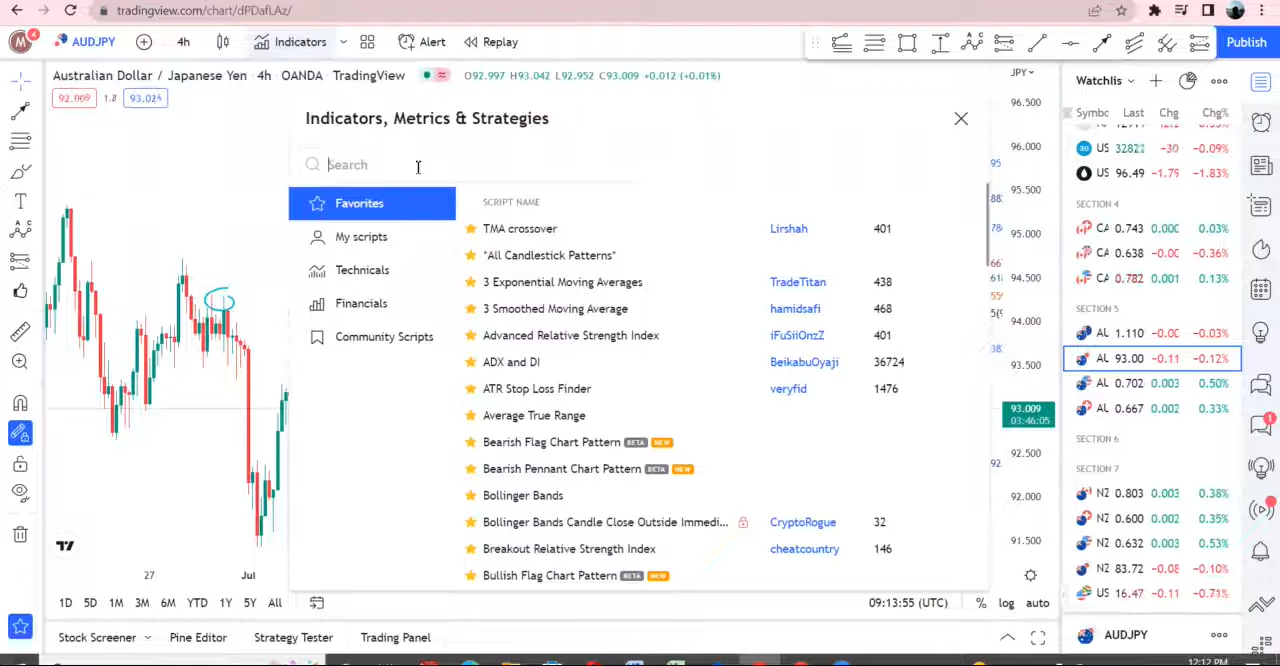 tradingview.com/chart/dPDafLAz/
M 4 AUDJPY 4h Indicators Alert Replay Publish
Australian Dollar / Japanese Yen · 4h · OANDA · TradingView O92.997 H93.042 L92.952 C93.009 +0.012 (+0.01%)
JPY
Watchlis
92.909 1.8 93.024
Symbc Last Chg Chg%
Indicators, Metrics & Strategies
Search
Favorites
My scripts
Technicals
Financials
Community Scripts
SCRIPT NAME
TMA crossover Lirshah 401
"All Candlestick Patterns"
3 Exponential Moving Averages TradeTitan 438
3 Smoothed Moving Average hamidsafi 468
Advanced Relative Strength Index iFuSiiOnzZ 401
ADX and DI BeikabuOyaji 36724
ATR Stop Loss Finder veryfid 1476
Average True Range
Bearish Flag Chart Pattern BETA NEW
Bearish Pennant Chart Pattern BETA NEW
Bollinger Bands
Bollinger Bands Candle Close Outside Immedi... CryptoRogue 32
Breakout Relative Strength Index cheatcountry 146
Bullish Flag Chart Pattern BETA NEW
96.500
96.000
95.500
95.000
94.500
94.000
93.500
93.009
03:46:05
92.500
92.000
91.500
30 US 32821 -30 -0.09%
US 96.49 -1.79 -1.83%
SECTION 4
CA 0.743 0.000 0.03%
CA 0.638 -0.00 -0.36%
CA 0.782 0.001 0.13%
SECTION 5
AU 1.110 -0.00 -0.03%
AU 93.00 -0.11 -0.12%
AU 0.702 0.003 0.50%
AU 0.667 0.002 0.33%
SECTION 6
SECTION 7
NZ 0.803 0.003 0.38%
NZ 0.600 0.002 0.35%
NZ 0.632 0.003 0.53%
NZ 83.72 -0.08 -0.10%
US 16.47 -0.11 -0.71%
27 Jul
1D 5D 1M 3M 6M YTD 1Y 5Y All 09:13:55 (UTC) % log auto
Stock Screener Pine Editor Strategy Tester Trading Panel
AUDJPY
12:12 PM